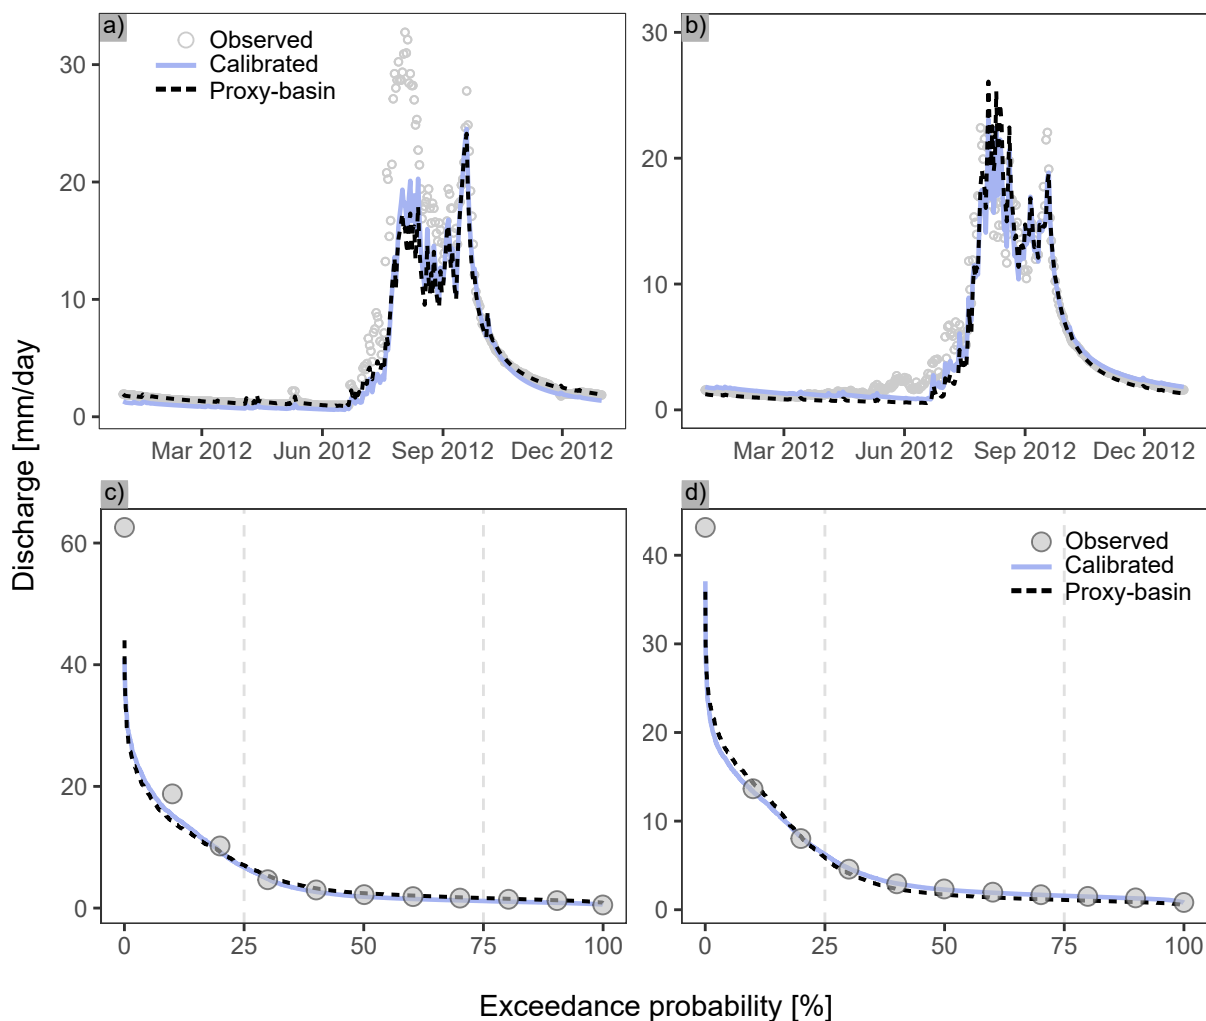 a)
Observed
Calibrated
Proxy-basin
30
20
10
0
Mar 2012 Jun 2012 Sep 2012 Dec 2012
b)
30
20
10
0
Mar 2012 Jun 2012 Sep 2012 Dec 2012
Discharge [mm/day]
c)
60
40
20
0
0 25 50 75 100
d)
Observed
Calibrated
Proxy-basin
40
30
20
10
0
0 25 50 75 100
Exceedance probability [%]